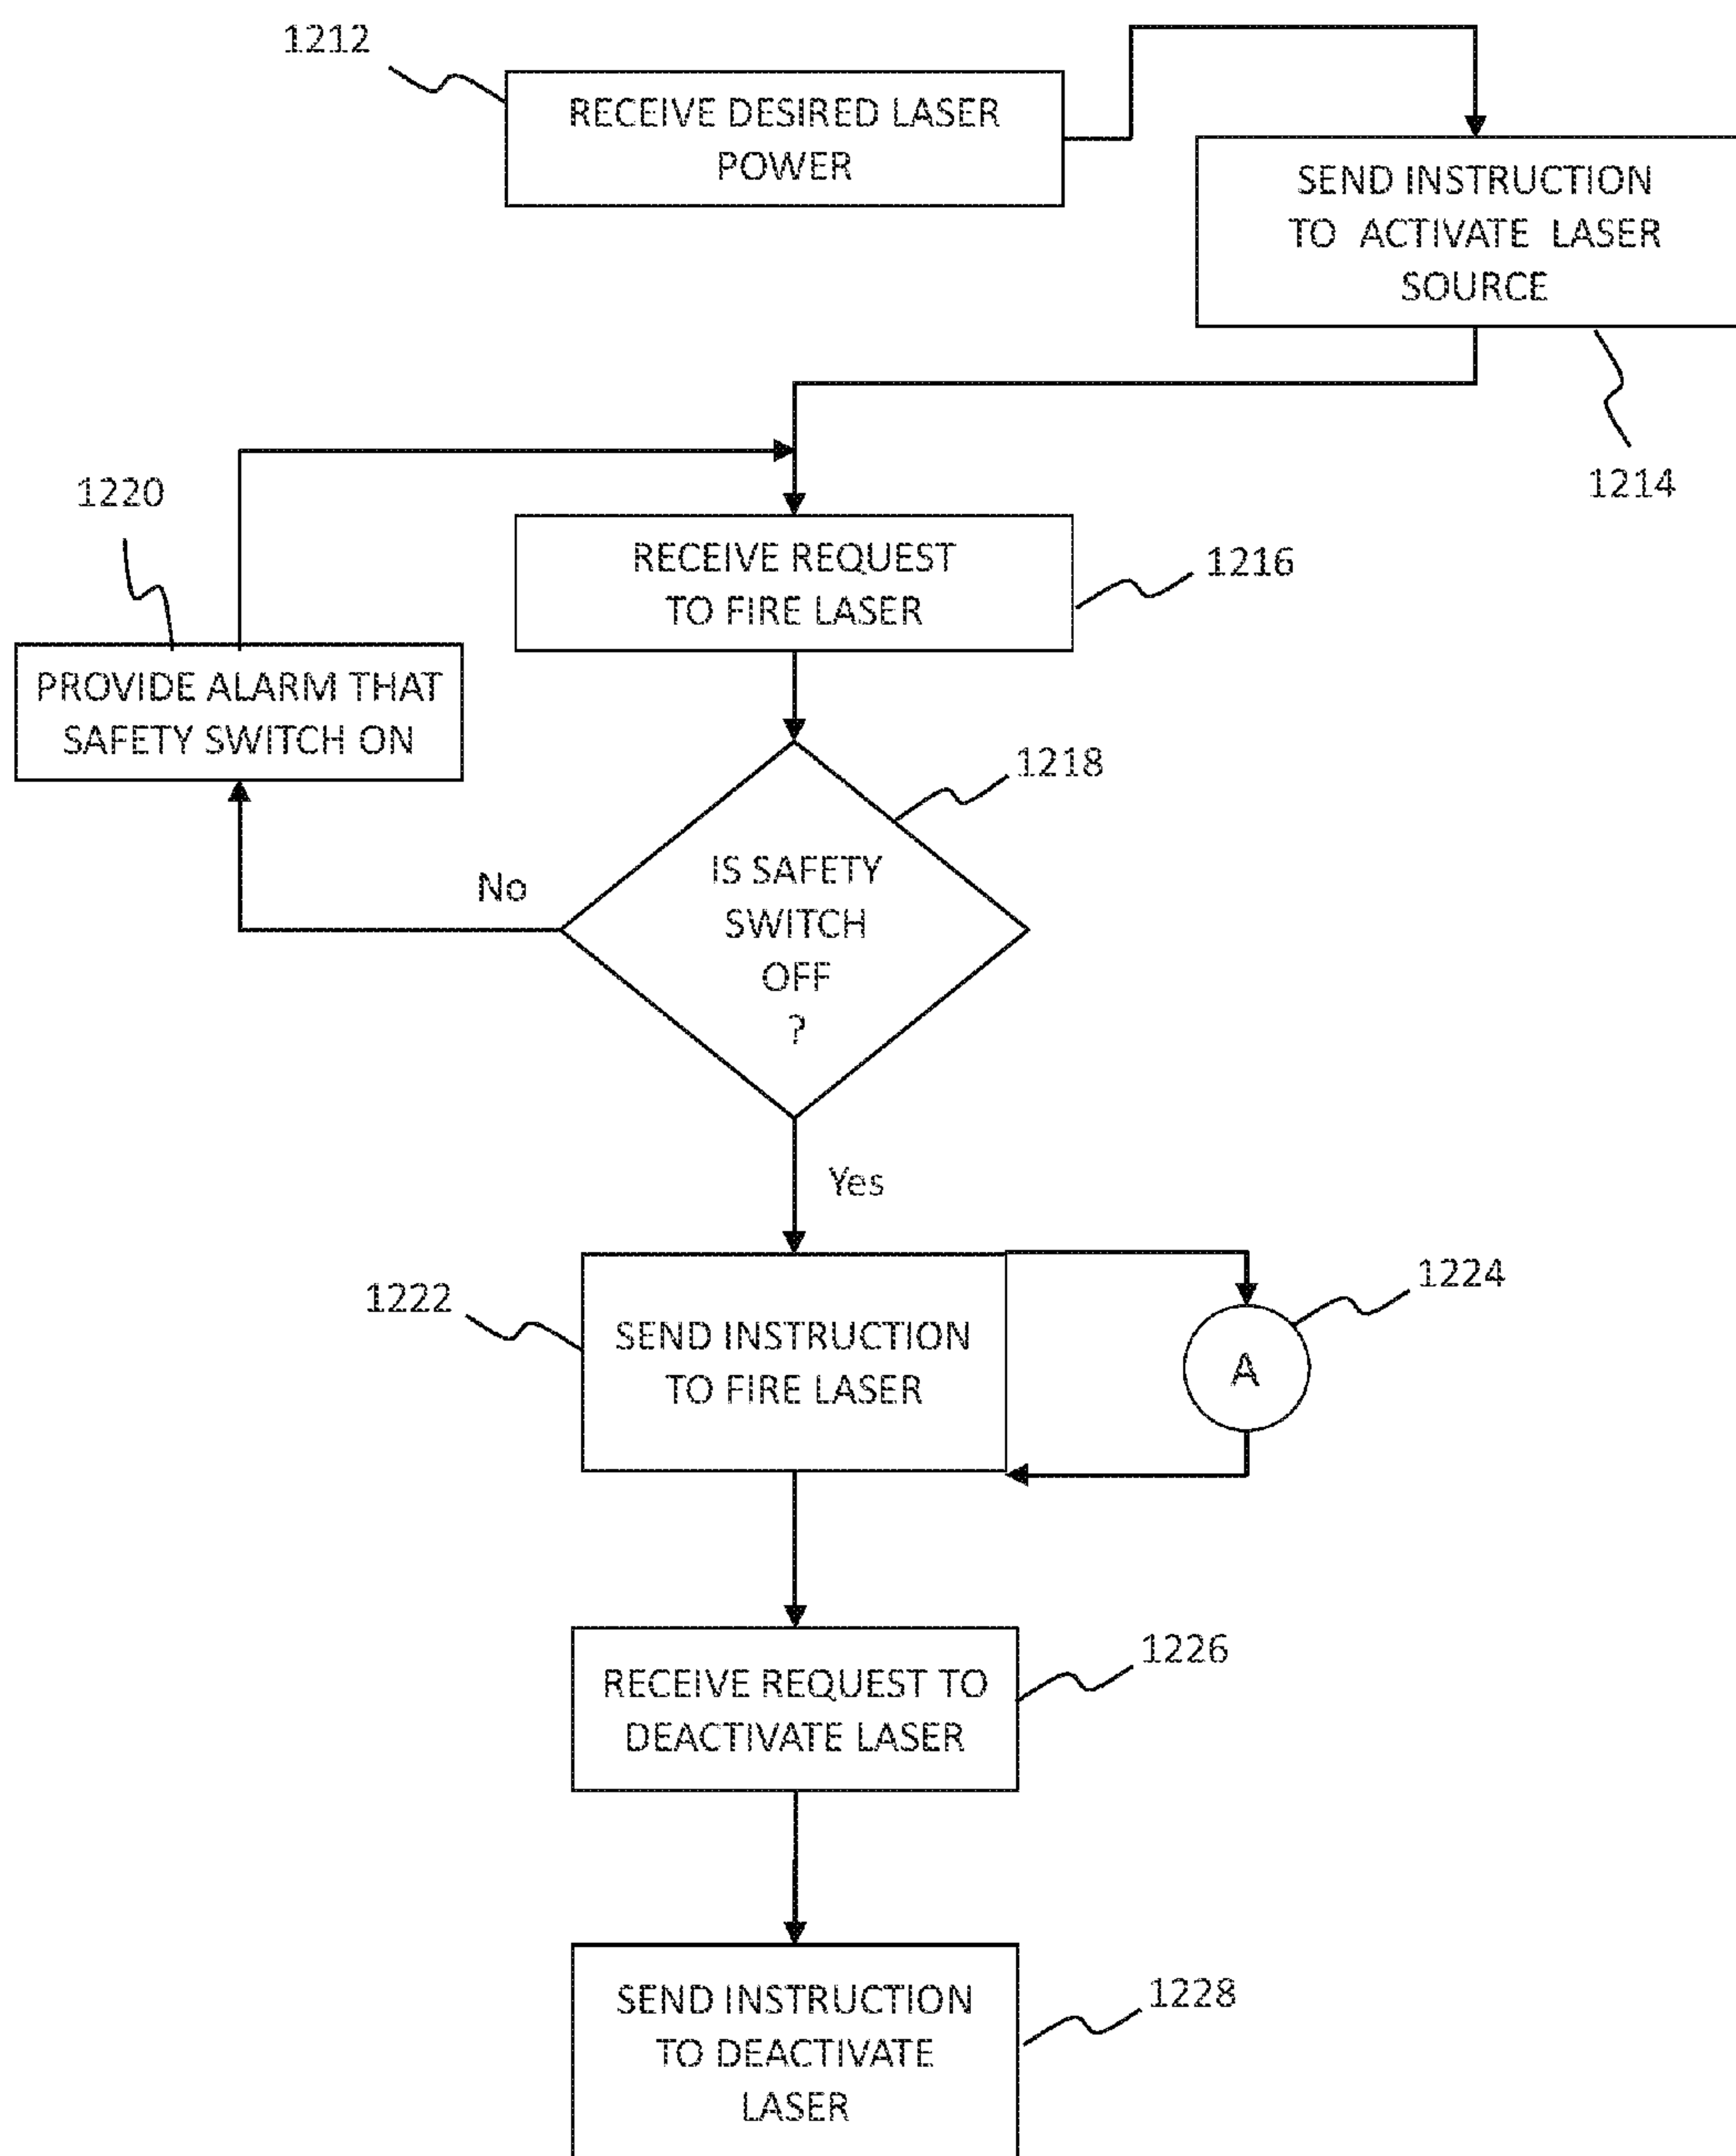 1212
RECEIVE DESIRED LASER
POWER
SEND INSTRUCTION
TO ACTIVATE LASER
SOURCE
1214
1220
RECEIVE REQUEST
TO FIRE LASER
1216
PROVIDE ALARM THAT
SAFETY SWITCH ON
1218
IS SAFETY
SWITCH
OFF
?
No
Yes
1222
SEND INSTRUCTION
TO FIRE LASER
A
1224
RECEIVE REQUEST TO
DEACTIVATE LASER
1226
SEND INSTRUCTION
TO DEACTIVATE
LASER
1228